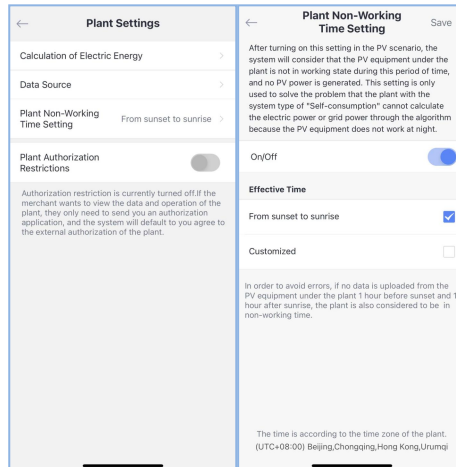 Plant Settings
Calculation of Electric Energy
Data Source
Plant Non-Working
Time Setting
From sunset to sunrise
Plant Authorization
Restrictions
Authorization restriction is currently turned off.If the
merchant wants to view the data and operation of the
plant, they only need to send you an authorization
application, and the system will default to you agree to
the external authorization of the plant.
Plant Non-Working
Time Setting
Save
After turning on this setting in the PV scenario, the
system will consider that the PV equipment under the
plant is not in working state during this period of time,
and no PV power is generated. This setting is only
used to solve the problem that the plant with the
system type of "Self-consumption" cannot calculate
the electric power or grid power through the algorithm
because the PV equipment does not work at night.
On/Off
Effective Time
From sunset to sunrise
Customized
In order to avoid errors, if no data is uploaded from the
PV equipment under the plant 1 hour before sunset and 1
hour after sunrise, the plant is also considered to be in
non-working time.
The time is according to the time zone of the plant.
(UTC+08:00) Beijing,Chongqing,Hong Kong,Urumqi